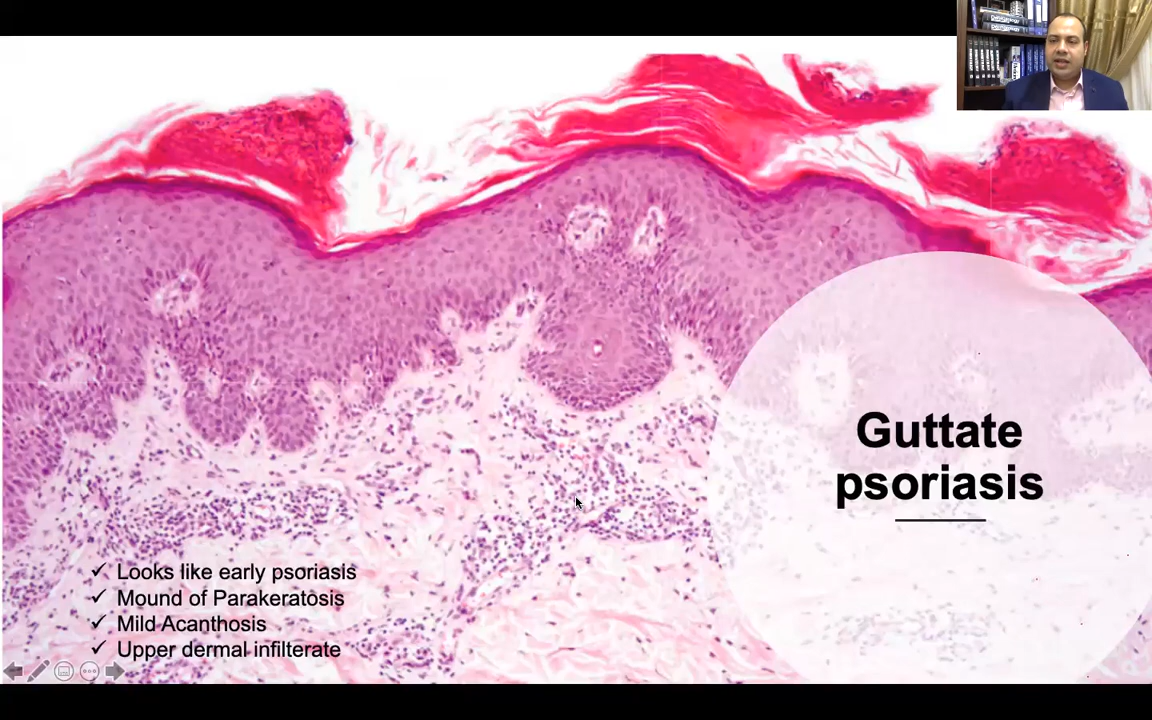 Guttate
psoriasis
✓ Looks like early psoriasis
✓ Mound of Parakeratosis
✓ Mild Acanthosis
✓ Upper dermal infilterate